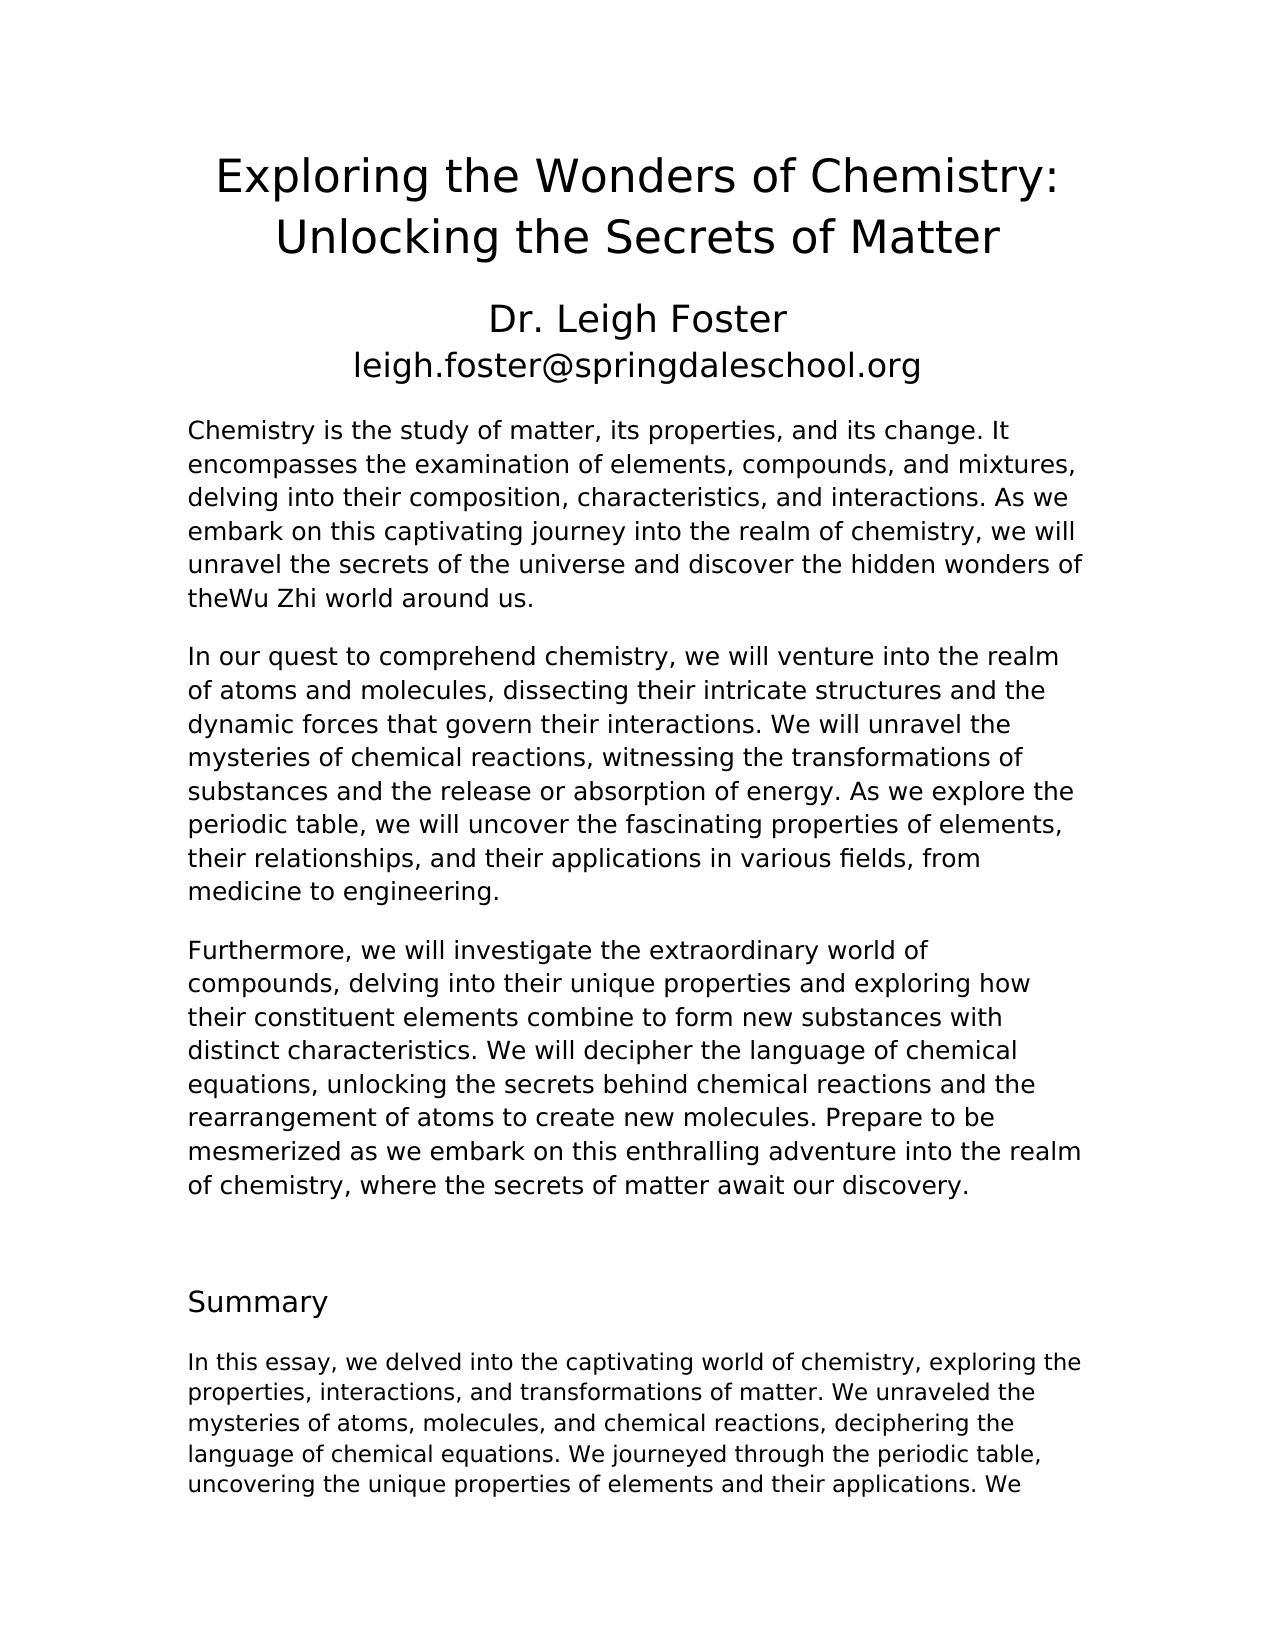 Exploring the Wonders of Chemistry:
Unlocking the Secrets of Matter
Dr. Leigh Foster
leigh.foster@springdaleschool.org
Chemistry is the study of matter, its properties, and its change. It
encompasses the examination of elements, compounds, and mixtures,
delving into their composition, characteristics, and interactions. As we
embark on this captivating journey into the realm of chemistry, we will
unravel the secrets of the universe and discover the hidden wonders of
theWu Zhi world around us.
In our quest to comprehend chemistry, we will venture into the realm
of atoms and molecules, dissecting their intricate structures and the
dynamic forces that govern their interactions. We will unravel the
mysteries of chemical reactions, witnessing the transformations of
substances and the release or absorption of energy. As we explore the
periodic table, we will uncover the fascinating properties of elements,
their relationships, and their applications in various fields, from
medicine to engineering.
Furthermore, we will investigate the extraordinary world of
compounds, delving into their unique properties and exploring how
their constituent elements combine to form new substances with
distinct characteristics. We will decipher the language of chemical
equations, unlocking the secrets behind chemical reactions and the
rearrangement of atoms to create new molecules. Prepare to be
mesmerized as we embark on this enthralling adventure into the realm
of chemistry, where the secrets of matter await our discovery.
Summary
In this essay, we delved into the captivating world of chemistry, exploring the
properties, interactions, and transformations of matter. We unraveled the
mysteries of atoms, molecules, and chemical reactions, deciphering the
language of chemical equations. We journeyed through the periodic table,
uncovering the unique properties of elements and their applications. We